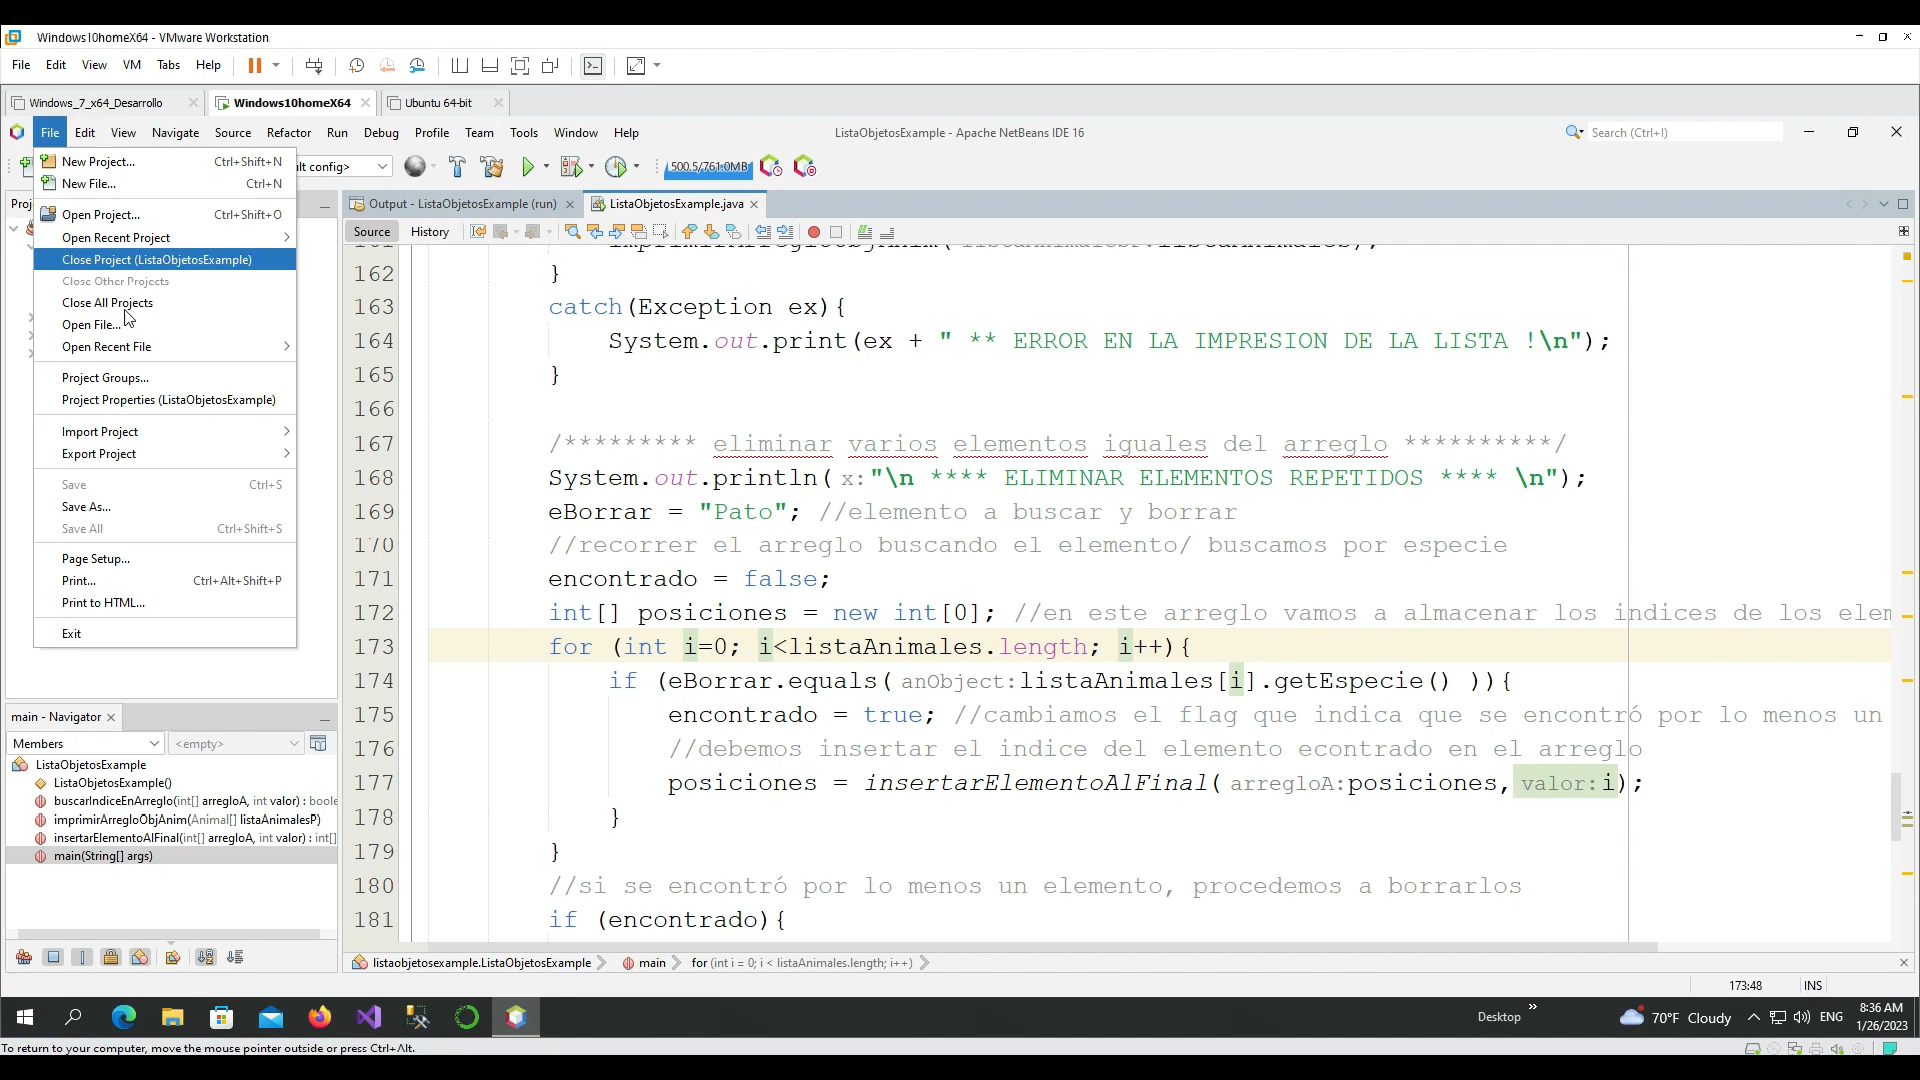 Windows10homeX64 - VMware Workstation
File Edit View VM Tabs Help
Windows_7_x64_Desarrollo Windows10homeX64 Ubuntu 64-bit
File Edit View Navigate Source Refactor Run Debug Profile Team Tools Window Help ListaObjetosExample - Apache NetBeans IDE 16 Search (Ctrl+I)
New Project... Ctrl+Shift+N
New File... Ctrl+N
Open Project... Ctrl+Shift+O
Open Recent Project
Close Project (ListaObjetosExample)
Close Other Projects
Close All Projects
Open File...
Open Recent File
Project Groups...
Project Properties (ListaObjetosExample)
Import Project
Export Project
Save Ctrl+S
Save As...
Save All Ctrl+Shift+S
Page Setup...
Print... Ctrl+Alt+Shift+P
Print to HTML...
Exit
ult config> 500.5/761.0MB
Output - ListaObjetosExample (run) ListaObjetosExample.java
Source History
162 }
163 catch(Exception ex){
164 System.out.print(ex + " ** ERROR EN LA IMPRESION DE LA LISTA !\n");
165 }
166
167 /********* eliminar varios elementos iguales del arreglo **********/
168 System.out.println( x:"\n **** ELIMINAR ELEMENTOS REPETIDOS **** \n");
169 eBorrar = "Pato"; //elemento a buscar y borrar
170 //recorrer el arreglo buscando el elemento/ buscamos por especie
171 encontrado = false;
172 int[] posiciones = new int[0]; //en este arreglo vamos a almacenar los indices de los elem
173 for (int i=0; i<listaAnimales.length; i++){
174 if (eBorrar.equals( anObject:listaAnimales[i].getEspecie() )){
175 encontrado = true; //cambiamos el flag que indica que se encontró por lo menos un
176 //debemos insertar el indice del elemento econtrado en el arreglo
177 posiciones = insertarElementoAlFinal( arregloA:posiciones, valor:i);
178 }
179 }
180 //si se encontró por lo menos un elemento, procedemos a borrarlos
181 if (encontrado){
main - Navigator
Members <empty>
ListaObjetosExample
ListaObjetosExample()
buscarIndiceEnArreglo(int[] arregloA, int valor) : boole
imprimirArregloObjAnim(Animal[] listaAnimalesP)
insertarElementoAlFinal(int[] arregloA, int valor) : int[]
main(String[] args)
listaobjetosexample.ListaObjetosExample main for (int i = 0; i < listaAnimales.length; i++)
173:48 INS
Desktop 70°F Cloudy ENG 8:36 AM
1/26/2023
To return to your computer, move the mouse pointer outside or press Ctrl+Alt.